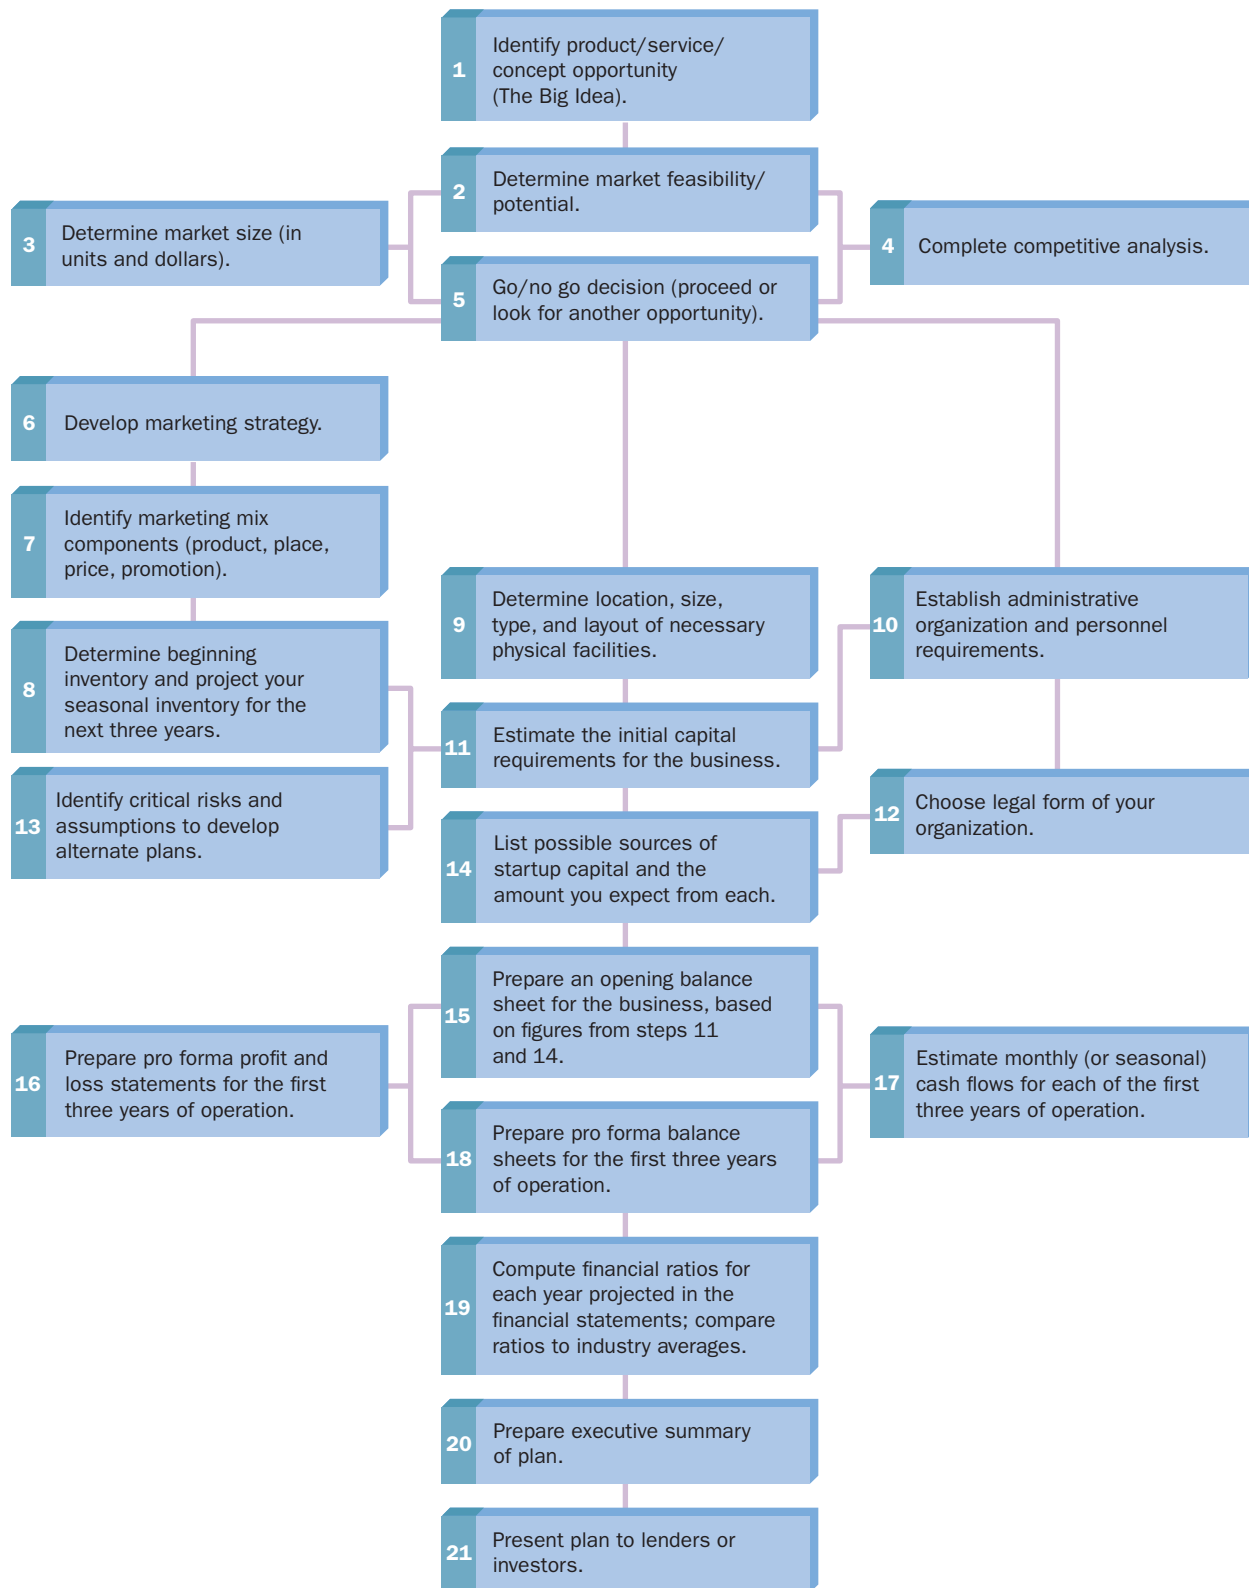 1
Identify product/service/
concept opportunity
(The Big Idea).
2
Determine market feasibility/
potential.
3
Determine market size (in
units and dollars).
4
Complete competitive analysis.
5
Go/no go decision (proceed or
look for another opportunity).
6
Develop marketing strategy.
7
Identify marketing mix
components (product, place,
price, promotion).
8
Determine beginning
inventory and project your
seasonal inventory for the
next three years.
9
Determine location, size,
type, and layout of necessary
physical facilities.
10
Establish administrative
organization and personnel
requirements.
11
Estimate the initial capital
requirements for the business.
12
Choose legal form of your
organization.
13
Identify critical risks and
assumptions to develop
alternate plans.
14
List possible sources of
startup capital and the
amount you expect from each.
15
Prepare an opening balance
sheet for the business, based
on figures from steps 11
and 14.
16
Prepare pro forma profit and
loss statements for the first
three years of operation.
17
Estimate monthly (or seasonal)
cash flows for each of the first
three years of operation.
18
Prepare pro forma balance
sheets for the first three years
of operation.
19
Compute financial ratios for
each year projected in the
financial statements; compare
ratios to industry averages.
20
Prepare executive summary
of plan.
21
Present plan to lenders or
investors.